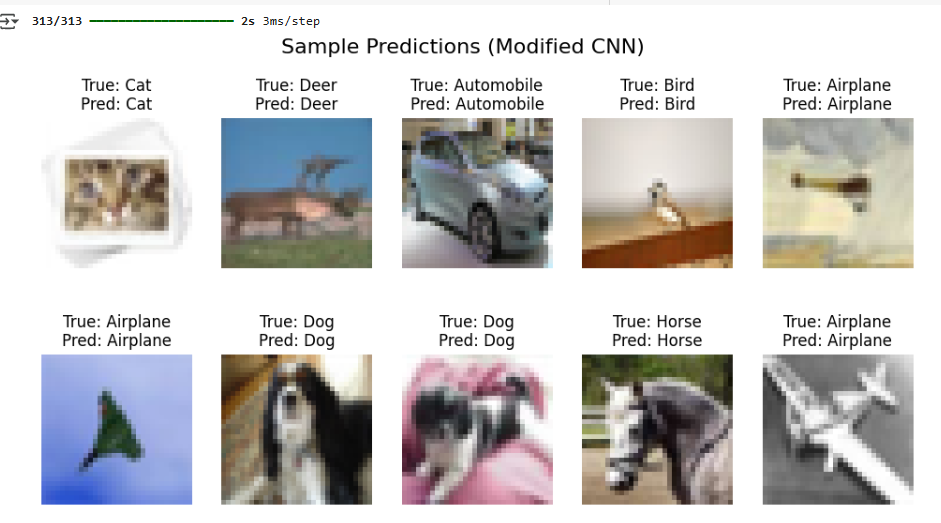 313/313 2s 3ms/step
Sample Predictions (Modified CNN)
True: Cat
Pred: Cat
True: Deer
Pred: Deer
True: Automobile
Pred: Automobile
True: Bird
Pred: Bird
True: Airplane
Pred: Airplane
True: Airplane
Pred: Airplane
True: Dog
Pred: Dog
True: Dog
Pred: Dog
True: Horse
Pred: Horse
True: Airplane
Pred: Airplane